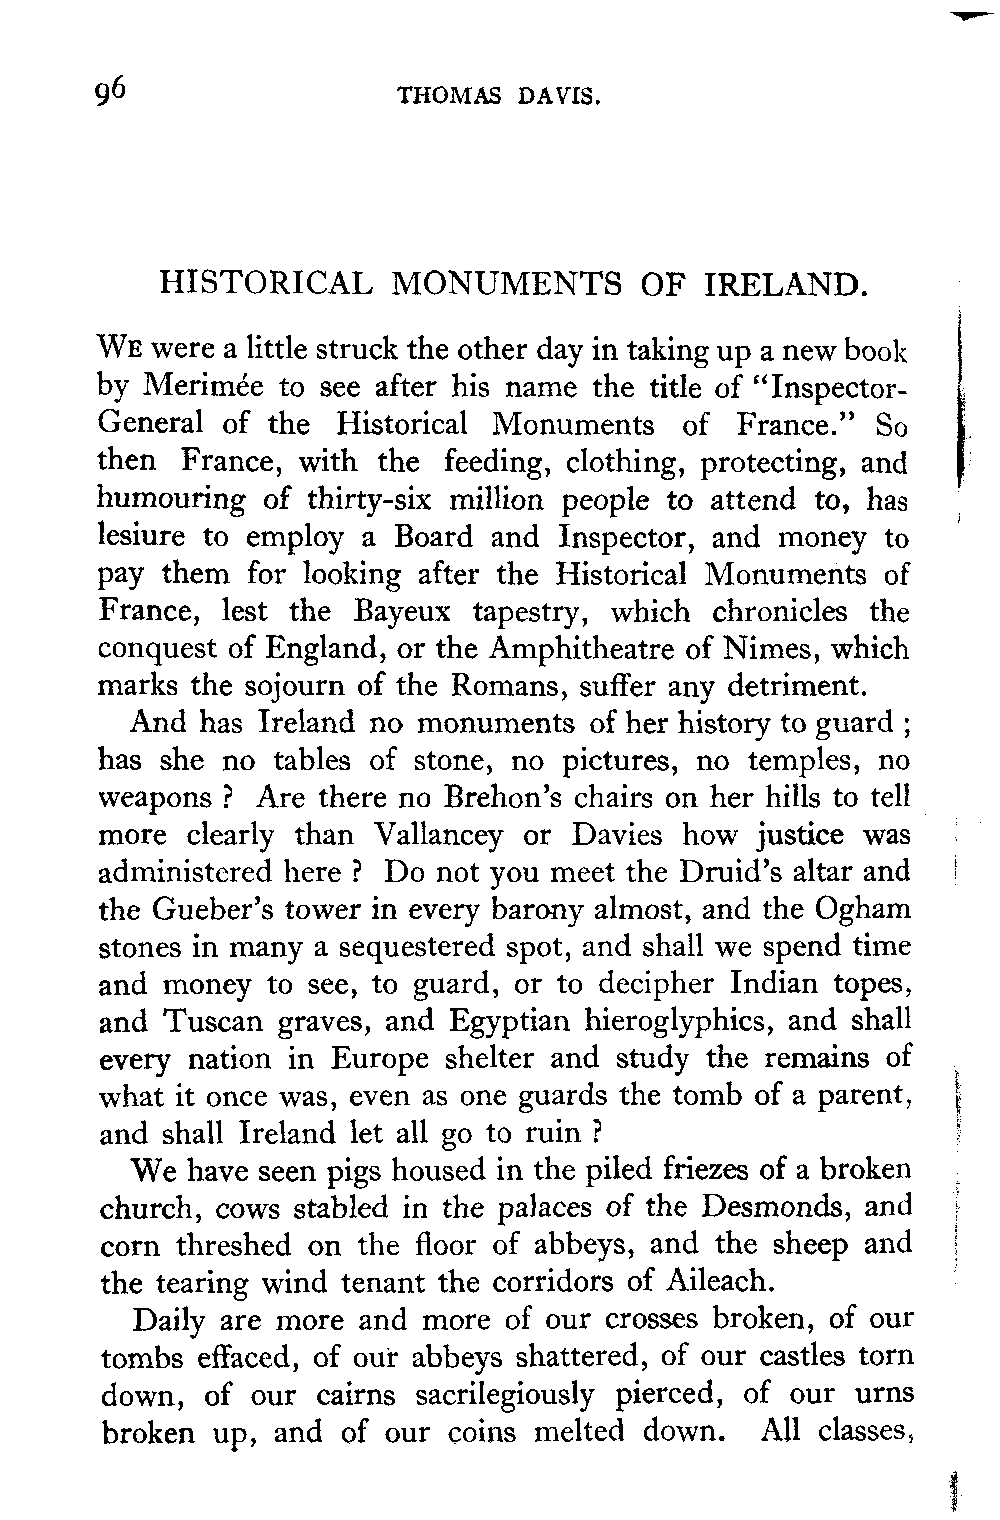 96 THOMAS DAVIS.
HISTORICAL MONUMENTS OF IRELAND.
WE were a little struck the other day in taking up a new book
by Merimée to see after his name the title of “Inspector-
General of the Historical Monuments of France.” So
then France, with the feeding, clothing, protecting, and
humouring of thirty-six million people to attend to, has
lesiure to employ a Board and Inspector, and money to
pay them for looking after the Historical Monuments of
France, lest the Bayeux tapestry, which chronicles the
conquest of England, or the Amphitheatre of Nimes, which
marks the sojourn of the Romans, suffer any detriment.
And has Ireland no monuments of her history to guard ;
has she no tables of stone, no pictures, no temples, no
weapons ? Are there no Brehon’s chairs on her hills to tell
more clearly than Vallancey or Davies how justice was
administered here ? Do not you meet the Druid’s altar and
the Gueber’s tower in every barony almost, and the Ogham
stones in many a sequestered spot, and shall we spend time
and money to see, to guard, or to decipher Indian topes,
and Tuscan graves, and Egyptian hieroglyphics, and shall
every nation in Europe shelter and study the remains of
what it once was, even as one guards the tomb of a parent,
and shall Ireland let all go to ruin ?
We have seen pigs housed in the piled friezes of a broken
church, cows stabled in the palaces of the Desmonds, and
corn threshed on the floor of abbeys, and the sheep and
the tearing wind tenant the corridors of Aileach.
Daily are more and more of our crosses broken, of our
tombs effaced, of our abbeys shattered, of our castles torn
down, of our cairns sacrilegiously pierced, of our urns
broken up, and of our coins melted down. All classes,